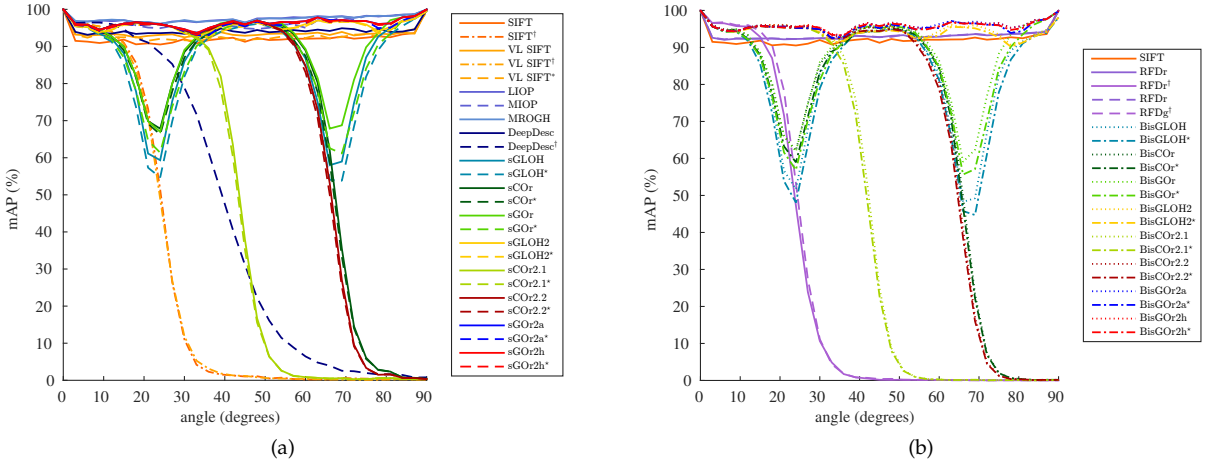 100
90
80
70
60
50
40
30
20
10
0
mAP (%)
0 10 20 30 40 50 60 70 80 90
angle (degrees)
SIFT
SIFT†
VL SIFT
VL SIFT†
VL SIFT*
LIOP
MIOP
MROGH
DeepDesc
DeepDesc†
sGLOH
sGLOH*
sCOr
sCOr*
sGOr
sGOr*
sGLOH2
sGLOH2*
sCOr2.1
sCOr2.1*
sCOr2.2
sCOr2.2*
sGOr2a
sGOr2a*
sGOr2h
sGOr2h*
(a)
100
90
80
70
60
50
40
30
20
10
0
mAP (%)
0 10 20 30 40 50 60 70 80 90
angle (degrees)
SIFT
RFDr
RFDr†
RFDr
RFDg†
BisGLOH
BisGLOH*
BisCOr
BisCOr*
BisGOr
BisGOr*
BisGLOH2
BisGLOH2*
BisCOr2.1
BisCOr2.1*
BisCOr2.2
BisCOr2.2*
BisGOr2a
BisGOr2a*
BisGOr2h
BisGOr2h*
(b)